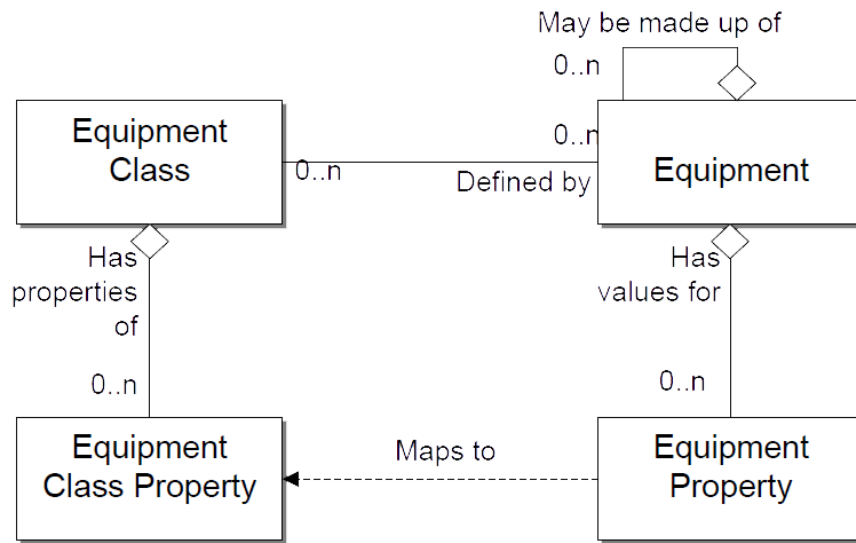 May be made up of
0..n
Equipment
Class
0..n
0..n
Defined by
Equipment
Has
properties
of
Has
values for
0..n
0..n
Equipment
Class Property
Maps to
Equipment
Property